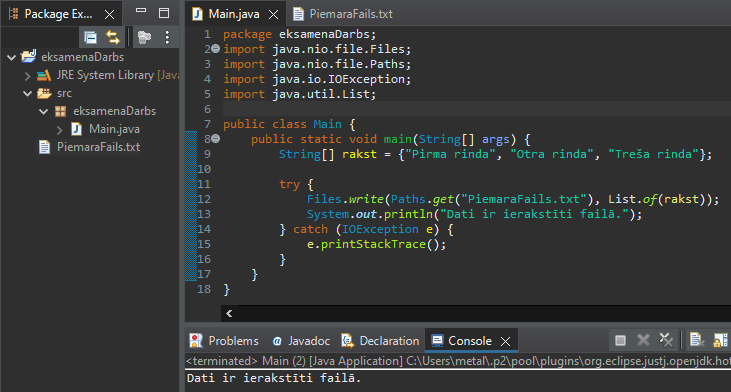 Package Ex...
eksamenaDarbs
JRE System Library [Java
src
eksamenaDarbs
Main.java
PiemaraFails.txt
Main.java
PiemaraFails.txt
1 package eksamenaDarbs;
2 import java.nio.file.Files;
3 import java.nio.file.Paths;
4 import java.io.IOException;
5 import java.util.List;
6
7 public class Main {
8 public static void main(String[] args) {
9 String[] rakst = {"Pirma rinda", "Otra rinda", "Treša rinda"};
10
11 try {
12 Files.write(Paths.get("PiemaraFails.txt"), List.of(rakst));
13 System.out.println("Dati ir ierakstīti failā.");
14 } catch (IOException e) {
15 e.printStackTrace();
16 }
17 }
18 }
Problems Javadoc Declaration Console
<terminated> Main (2) [Java Application] C:\Users\metal\.p2\pool\plugins\org.eclipse.justj.openjdk.hot
Dati ir ierakstīti failā.